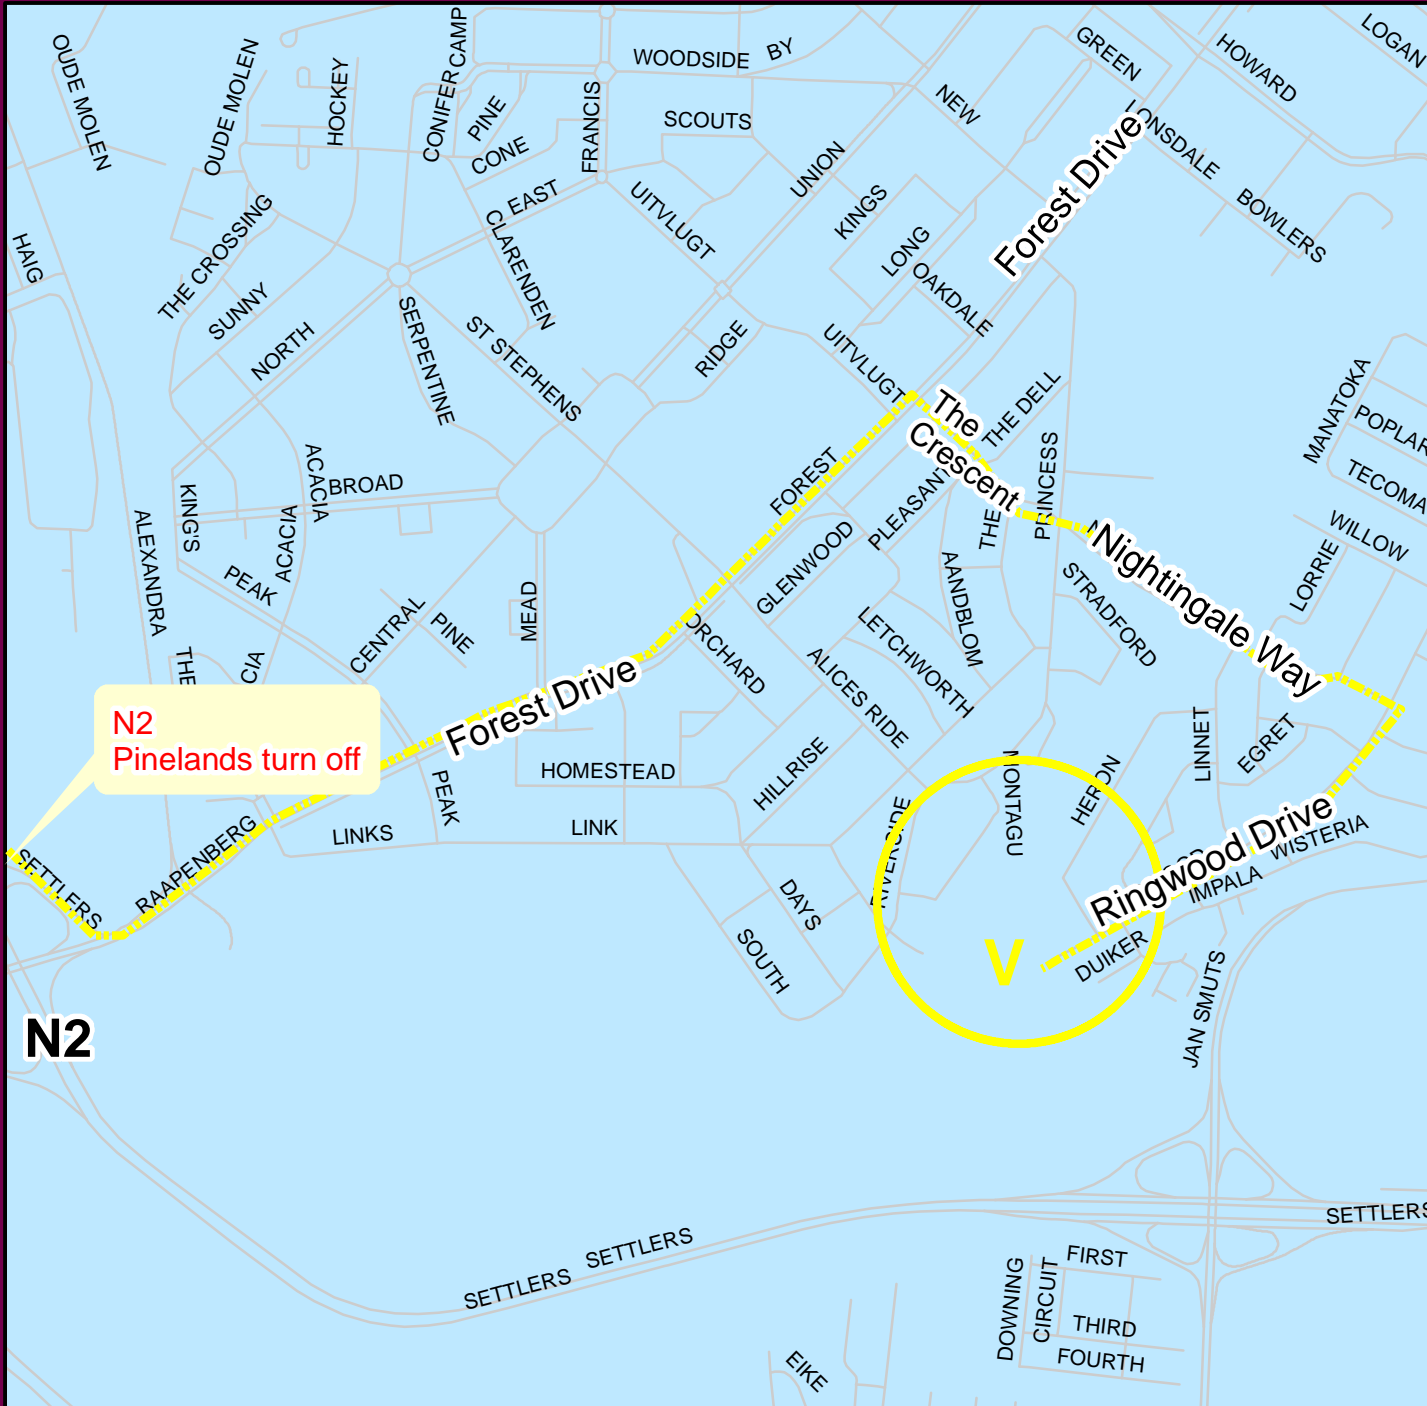 OUDE MOLEN
OUDE MOLEN
HOCKEY
CONIFER
CAMP
PINE
CONE
FRANCIS
WOODSIDE
BY
SCOUTS
GREEN
HOWARD
LOGAN
NEW
LONSDALE
BOWLERS
Forest Drive
UNION
KINGS
LONG
OAKDALE
UITVLUGT
EAST
CLARENDEN
THE CROSSING
HAIG
SUNNY
NORTH
SERPENTINE
ST STEPHENS
RIDGE
UITVLUGT
The
Crescent
THE DELL
MANATOKA
POPLAR
TECOMA
WILLOW
LORRIE
PRINCESS
PLEASANT
THE
FOREST
GLENWOOD
AANDBLOM
STRADFORD
Nightingale Way
ACACIA
BROAD
KING'S
ACACIA
ALEXANDRA
PEAK
CENTRAL
PINE
MEAD
THE
CIA
ORCHARD
ALICES RIDE
LETCHWORTH
Forest Drive
N2
Pinelands turn off
PEAK
HOMESTEAD
HILLRISE
LINKS
LINK
RAAPENBERG
SETTLERS
RIVERSIDE
MONTAGU
HERON
LINNET
EGRET
WISTERIA
Ringwood Drive
IMPALA
DUIKER
V
DAYS
SOUTH
JAN SMUTS
N2
SETTLERS
SETTLERS
SETTLERS
FIRST
DOWNING
CIRCUIT
THIRD
FOURTH
EIKE